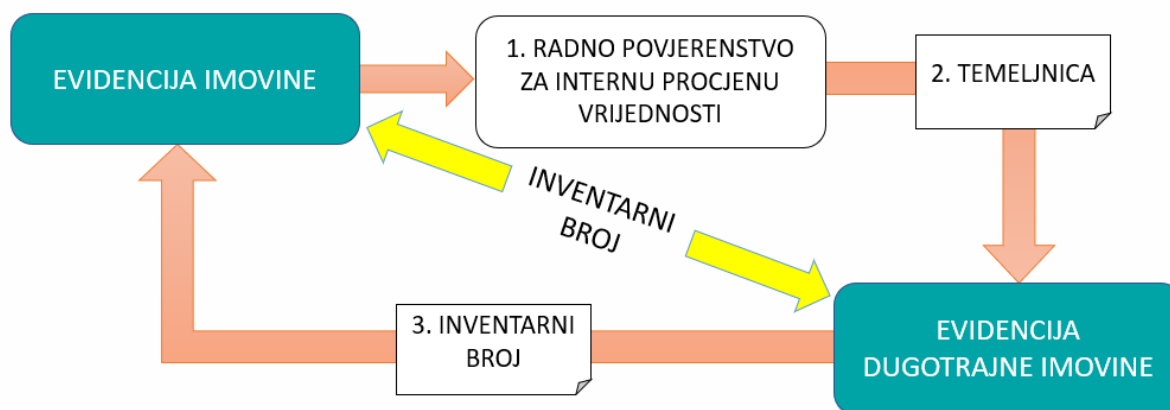 EVIDENCIJA IMOVINE
1. RADNO POVJERENSTVO
ZA INTERNU PROCJENU
VRIJEDNOSTI
2. TEMELJNICA
INVENTARNI
BROJ
3. INVENTARNI
BROJ
EVIDENCIJA
DUGOTRAJNE IMOVINE